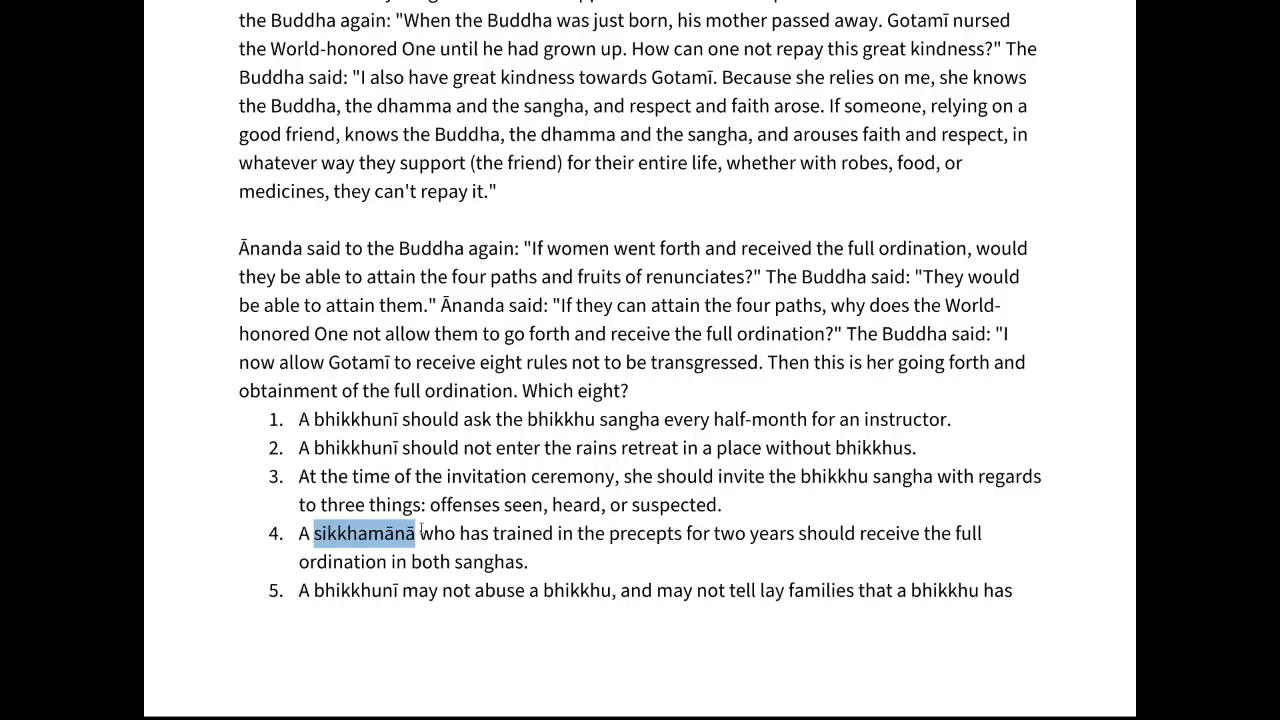 the Buddha again: "When the Buddha was just born, his mother passed away. Gotamī nursed
the World-honored One until he had grown up. How can one not repay this great kindness?" The
Buddha said: "I also have great kindness towards Gotamī. Because she relies on me, she knows
the Buddha, the dhamma and the sangha, and respect and faith arose. If someone, relying on a
good friend, knows the Buddha, the dhamma and the sangha, and arouses faith and respect, in
whatever way they support (the friend) for their entire life, whether with robes, food, or
medicines, they can't repay it."
Ānanda said to the Buddha again: "If women went forth and received the full ordination, would
they be able to attain the four paths and fruits of renunciates?" The Buddha said: "They would
be able to attain them." Ānanda said: "If they can attain the four paths, why does the World-
honored One not allow them to go forth and receive the full ordination?" The Buddha said: "I
now allow Gotamī to receive eight rules not to be transgressed. Then this is her going forth and
obtainment of the full ordination. Which eight?
1. A bhikkhunī should ask the bhikkhu sangha every half-month for an instructor.
2. A bhikkhunī should not enter the rains retreat in a place without bhikkhus.
3. At the time of the invitation ceremony, she should invite the bhikkhu sangha with regards
to three things: offenses seen, heard, or suspected.
4. A sikkhamānā who has trained in the precepts for two years should receive the full
ordination in both sanghas.
5. A bhikkhunī may not abuse a bhikkhu, and may not tell lay families that a bhikkhu has